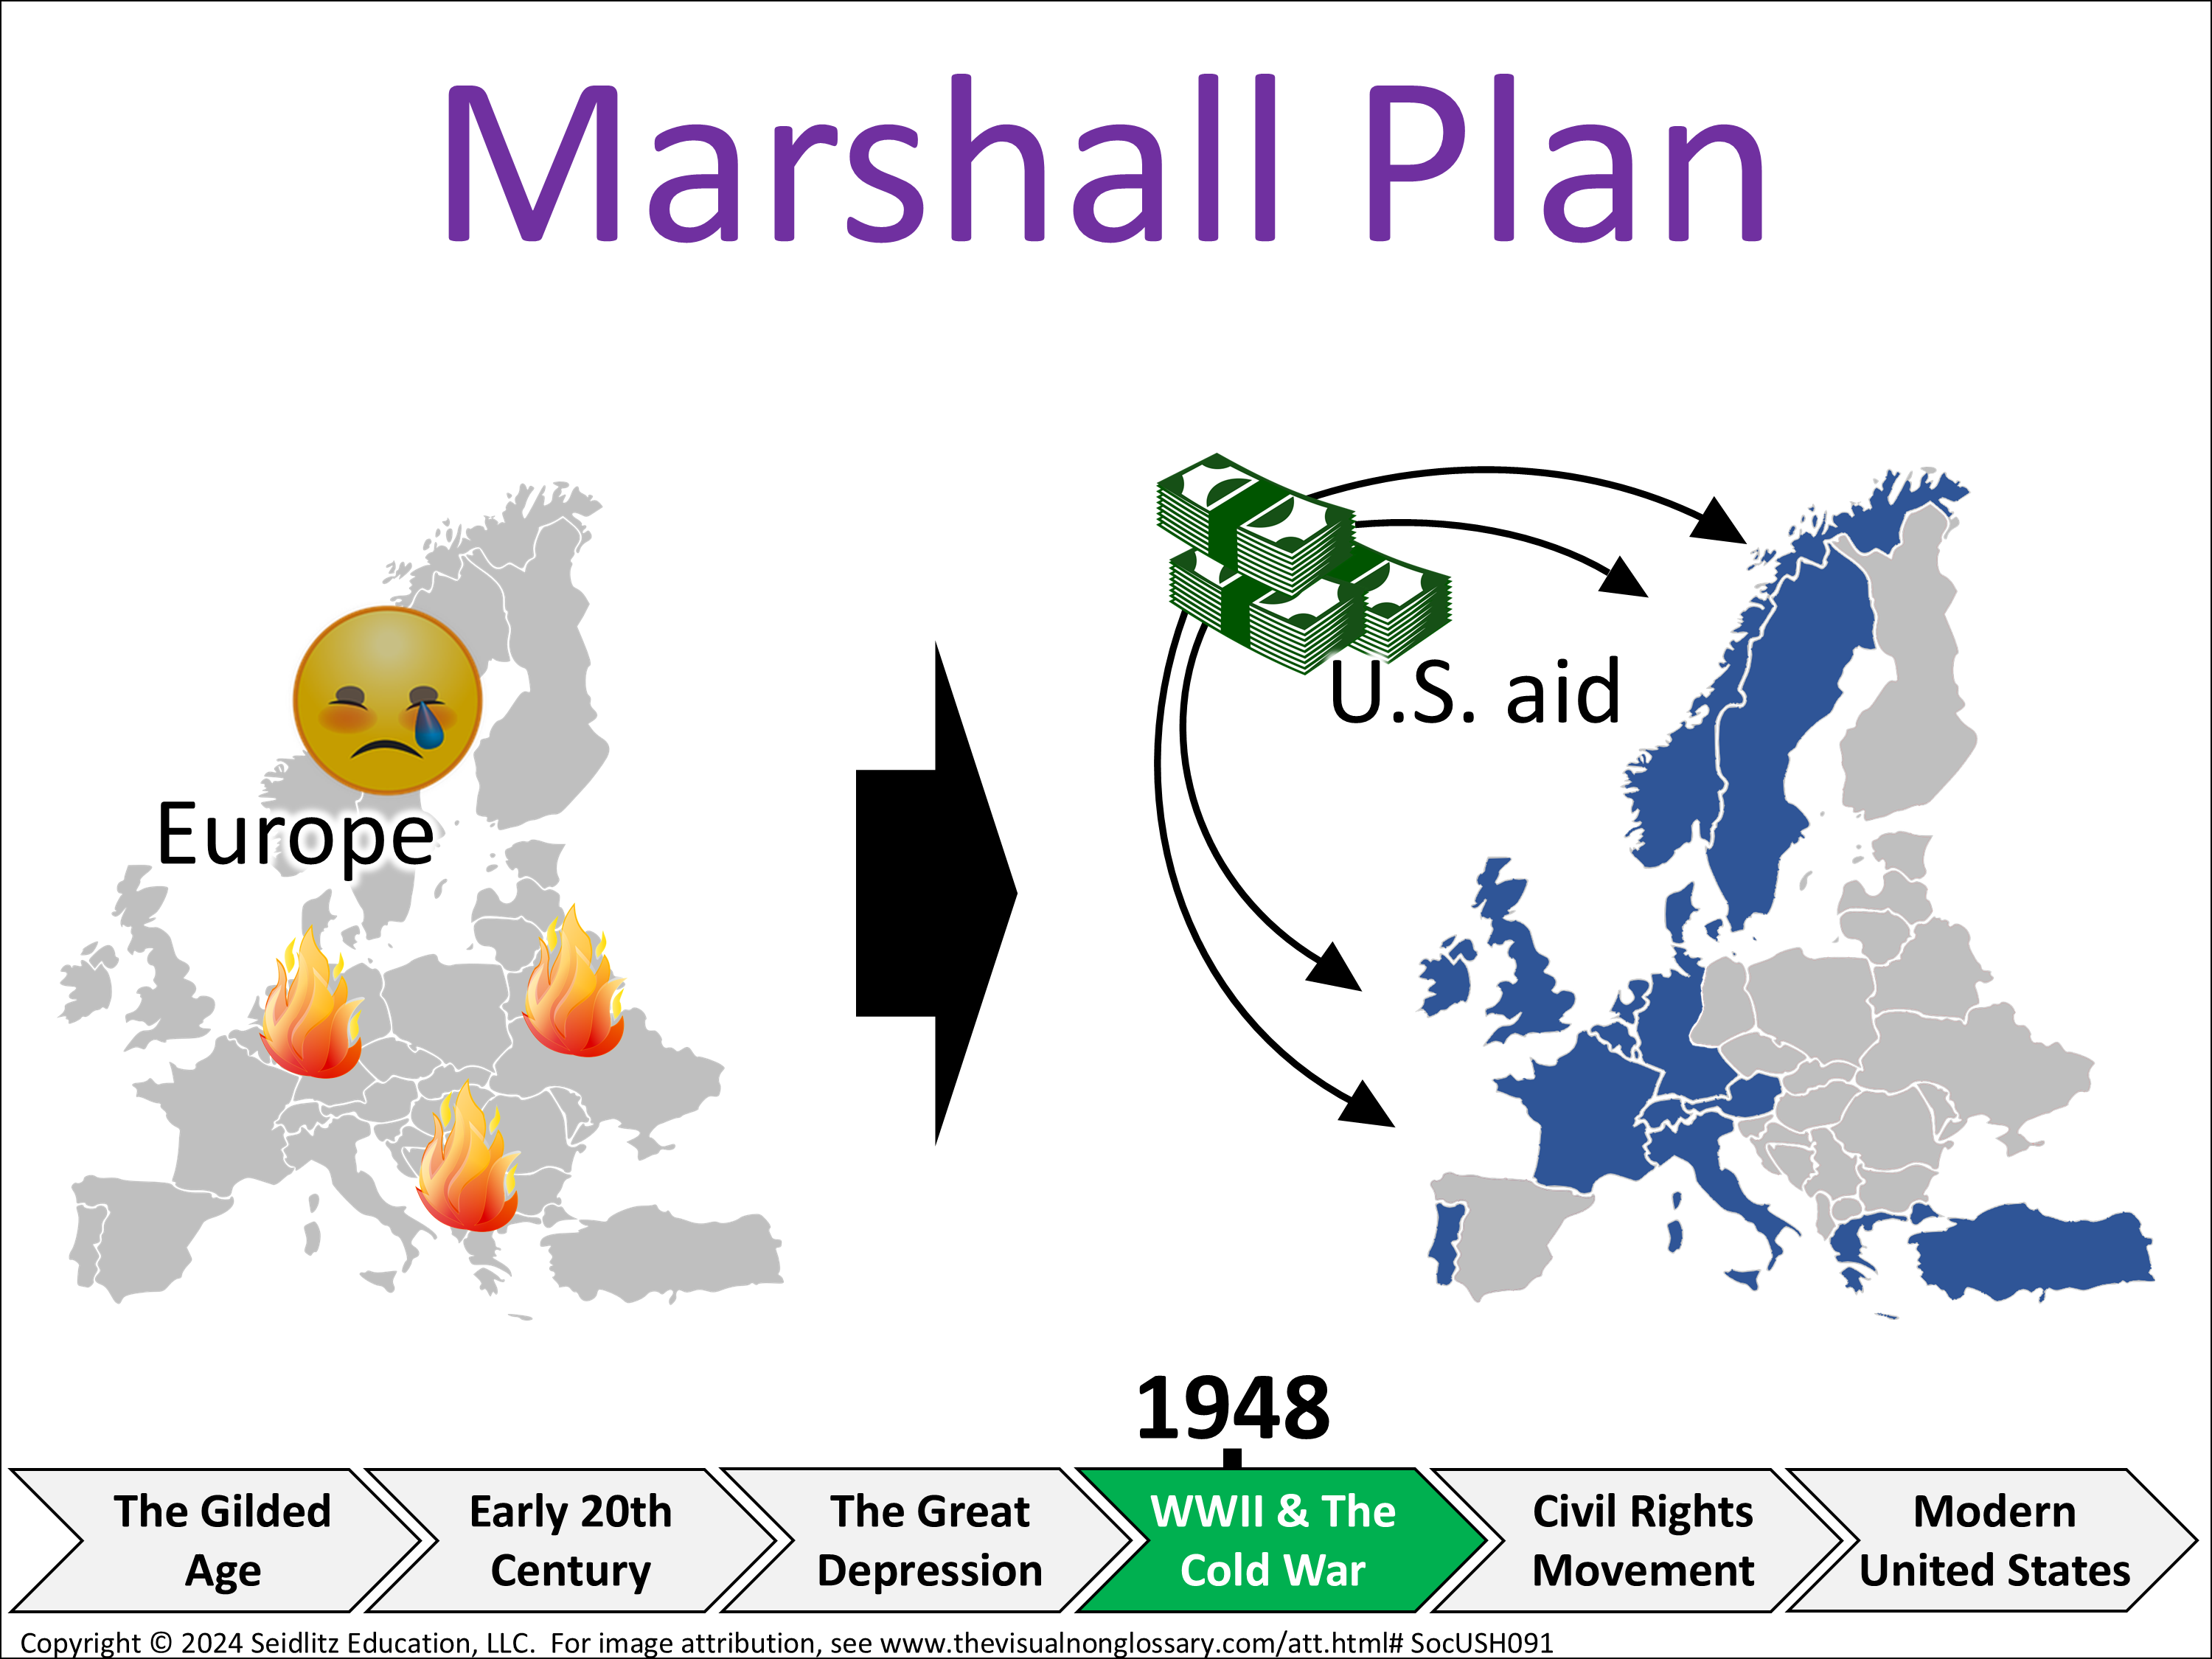 Marshall Plan
U.S. aid
Europe
1948
The Gilded
Age
Early 20th
Century
The Great
Depression
WWII & The
Cold War
Civil Rights
Movement
Modern
United States
Copyright © 2024 Seidlitz Education, LLC.  For image attribution, see www.thevisualnonglossary.com/att.html# SocUSH091